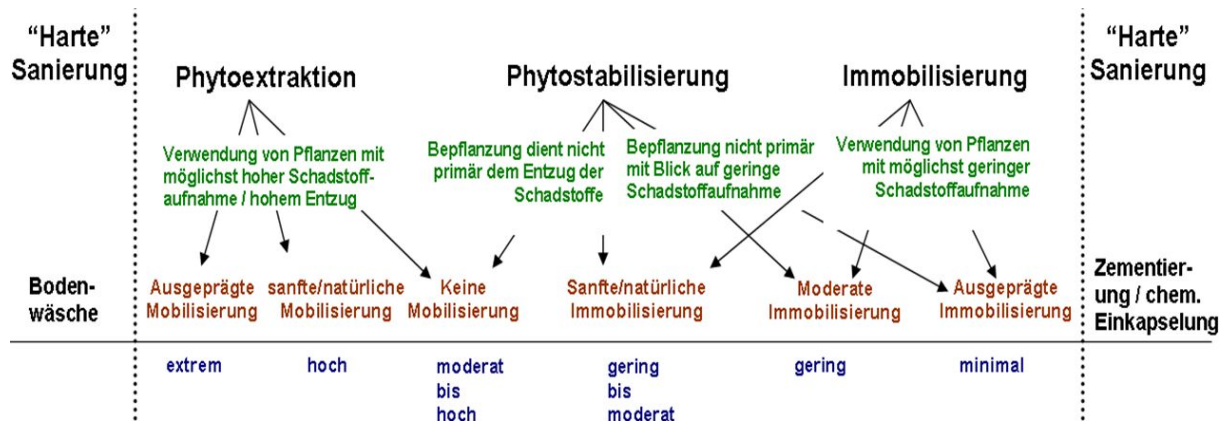 “Harte”
Sanierung
Phytoextraktion
Phytostabilisierung
Immobilisierung
“Harte”
Sanierung
Verwendung von Pflanzen mit
möglichst hoher Schadstoff-
aufnahme / hohem Entzug
Bepflanzung dient nicht
primär dem Entzug der
Schadstoffe
Bepflanzung nicht primär
mit Blick auf geringe
Schadstoffaufnahme
Verwendung von Pflanzen
mit möglichst geringer
Schadstoffaufnahme
Boden-
wäsche
Ausgeprägte
Mobilisierung
sanfte/natürliche
Mobilisierung
Keine
Mobilisierung
Sanfte/natürliche
Immobilisierung
Moderate
Immobilisierung
Ausgeprägte
Immobilisierung
Zementier-
ung / chem.
Einkapselung
extrem
hoch
moderat
bis
hoch
gering
bis
moderat
gering
minimal